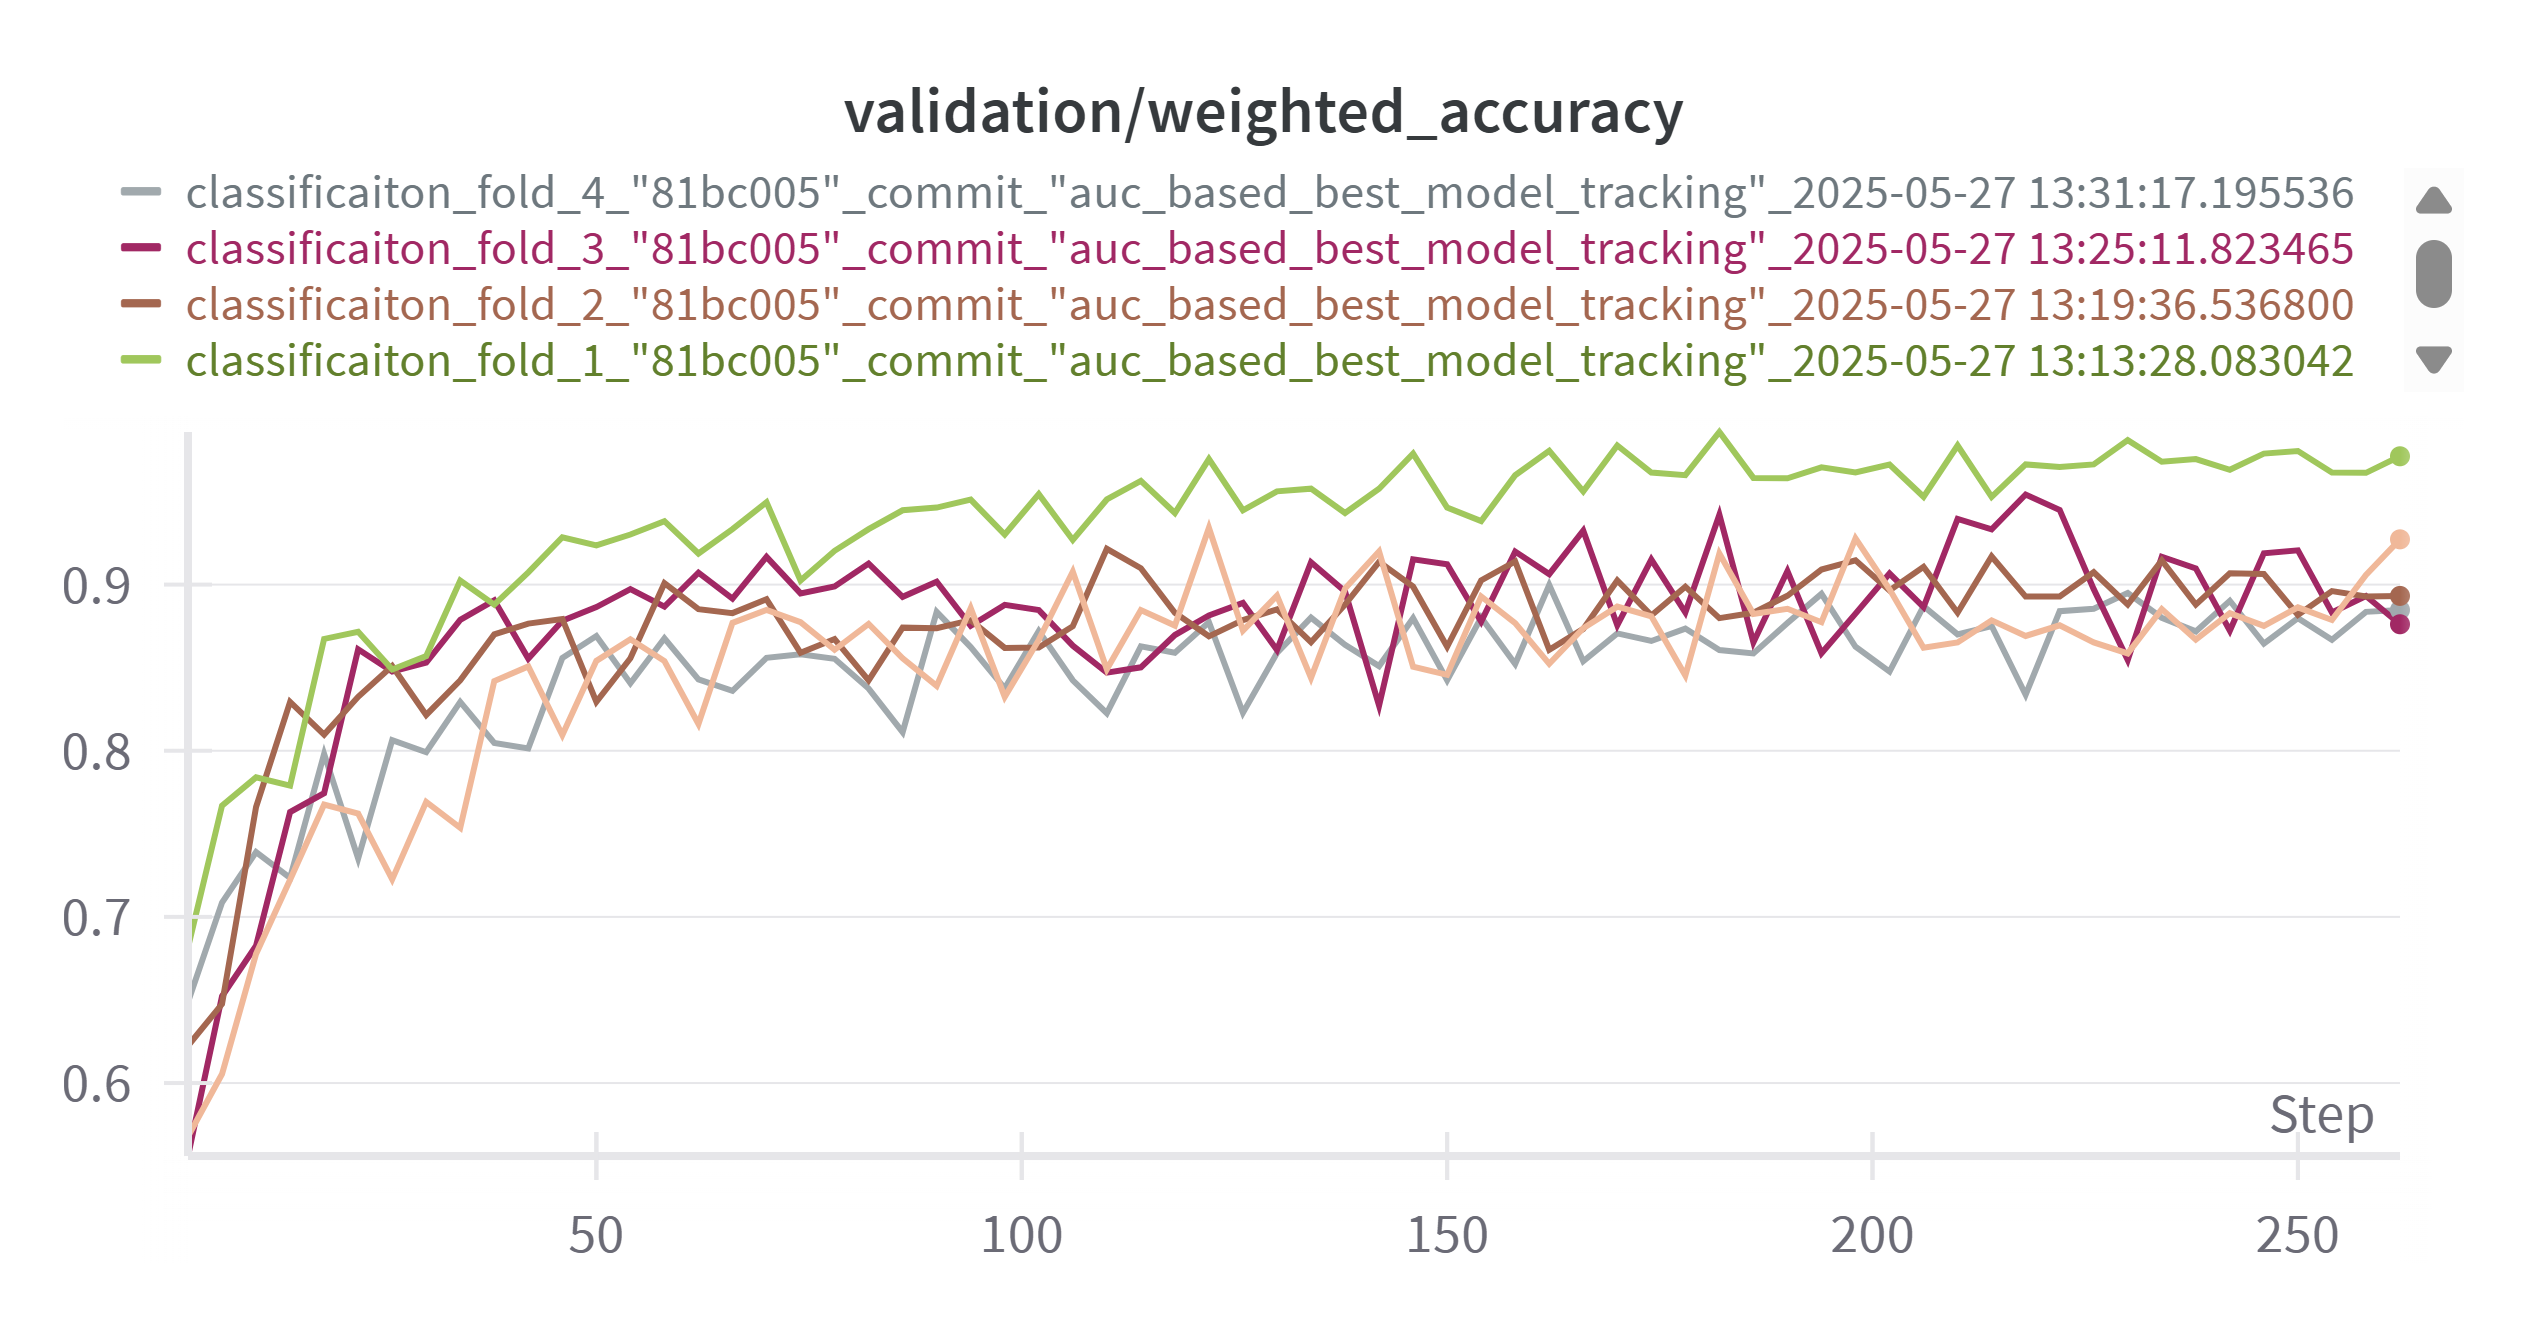 validation/weighted_accuracy
classificaiton_fold_4_"81bc005"_commit_"auc_based_best_model_tracking"_2025-05-27 13:31:17.195536
classificaiton_fold_3_"81bc005"_commit_"auc_based_best_model_tracking"_2025-05-27 13:25:11.823465
classificaiton_fold_2_"81bc005"_commit_"auc_based_best_model_tracking"_2025-05-27 13:19:36.536800
classificaiton_fold_1_"81bc005"_commit_"auc_based_best_model_tracking"_2025-05-27 13:13:28.083042
0.9
0.8
0.7
0.6
Step
50 100 150 200 250